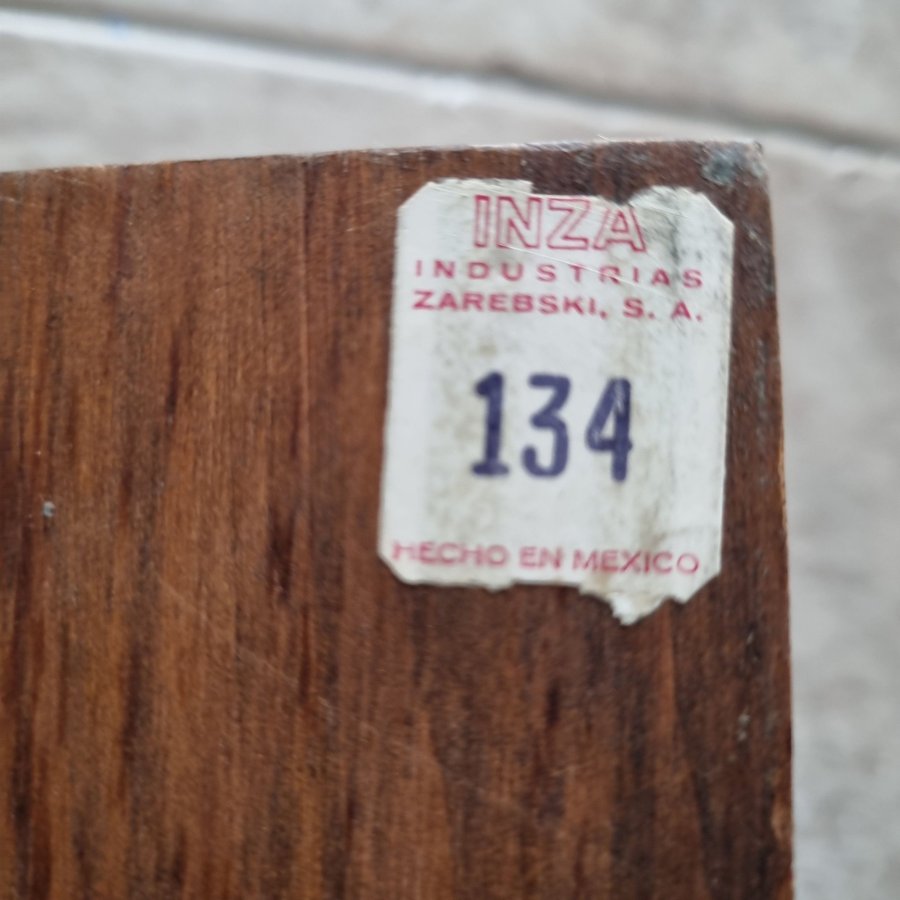 INZA
INDUSTRIAS
ZAREBSKI, S. A.
134
HECHO EN MEXICO